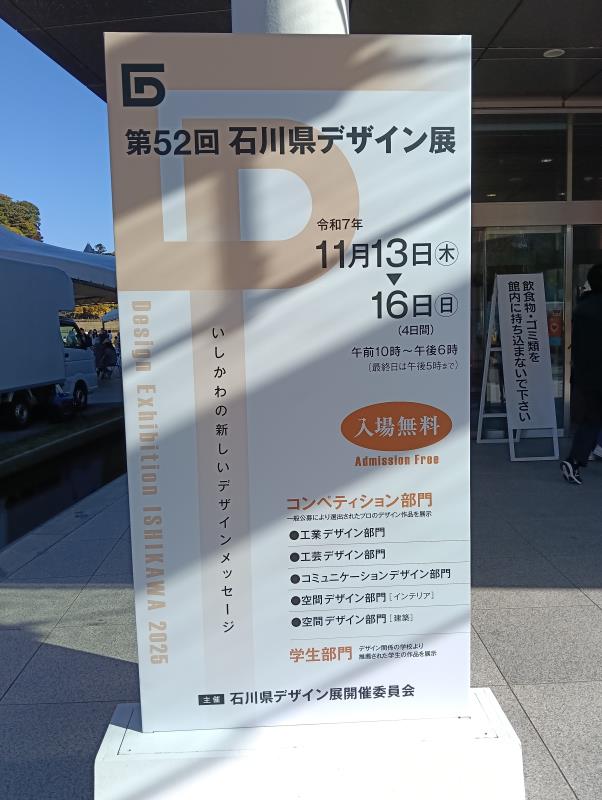 第52回 石川県デザイン展
令和7年
11月13日㊍
▼
16日㊐
(4日間)
午前10時〜午後6時
(最終日は午後5時まで)
入場無料
Admission Free
Design Exhibition ISHIKAWA 2025
いしかわの新しいデザインメッセージ
コンペティション部門
一般公募により選出されたプロのデザイン作品を展示
●工業デザイン部門
●工芸デザイン部門
●コミュニケーションデザイン部門
●空間デザイン部門[インテリア]
●空間デザイン部門[建築]
学生部門
デザイン関係の学校より
推薦された学生の作品を展示
主催 石川県デザイン展開催委員会
飲食物・ゴミ類を
館内に持ち込まないで下さい